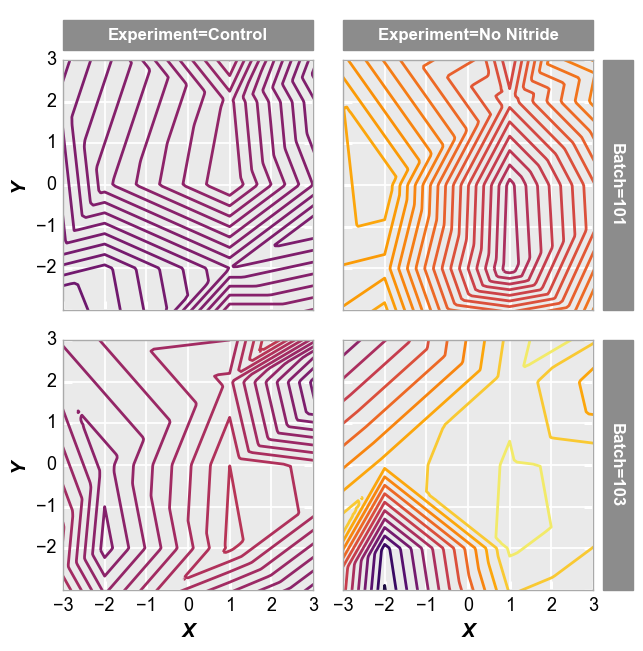 Experiment=Control Experiment=No Nitride
3
2
1
0
−1
−2
Y
Batch=101
3
2
1
0
−1
−2
Y
Batch=103
−3 −2 −1 0 1 2 3 −3 −2 −1 0 1 2 3
X X